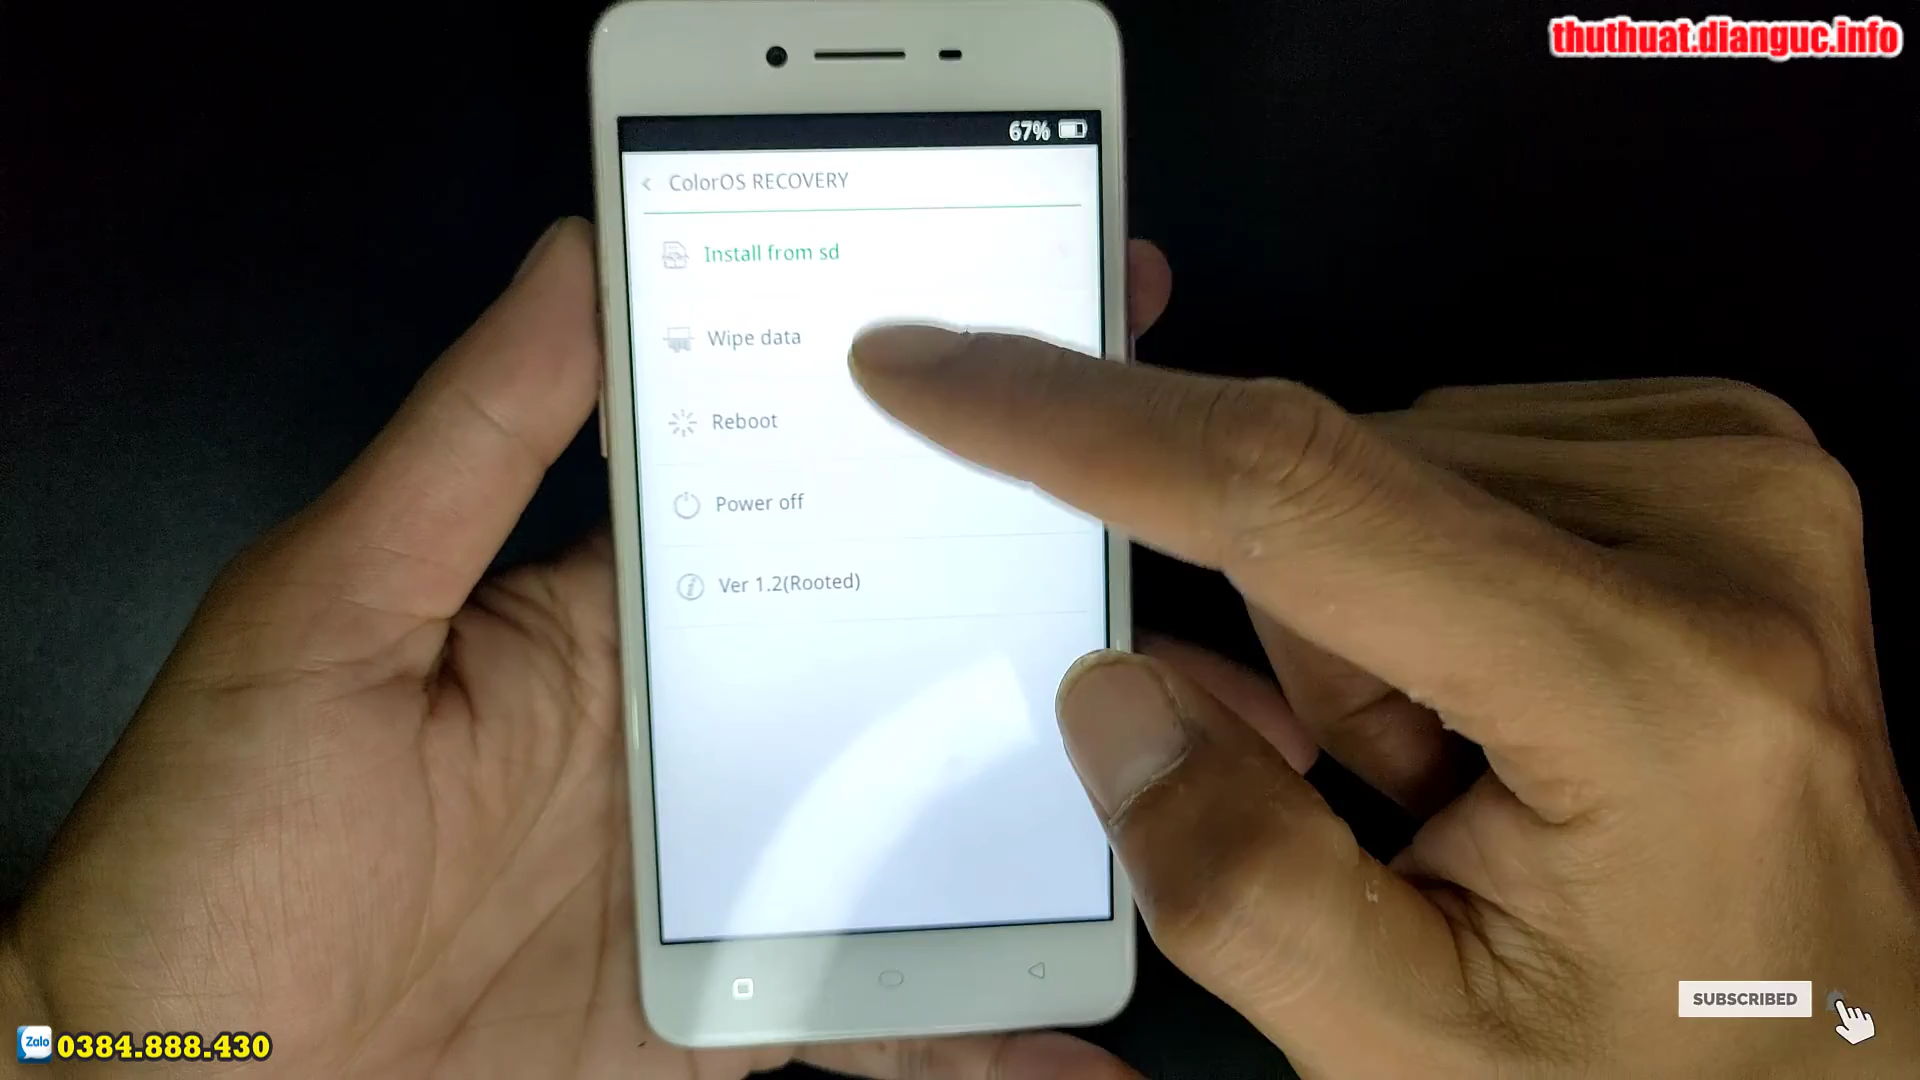 thuthuat.dianguc.info
67%
ColorOS RECOVERY
Install from sd
Wipe data
Reboot
Power off
Ver 1.2(Rooted)
SUBSCRIBED
Zalo 0384.888.430